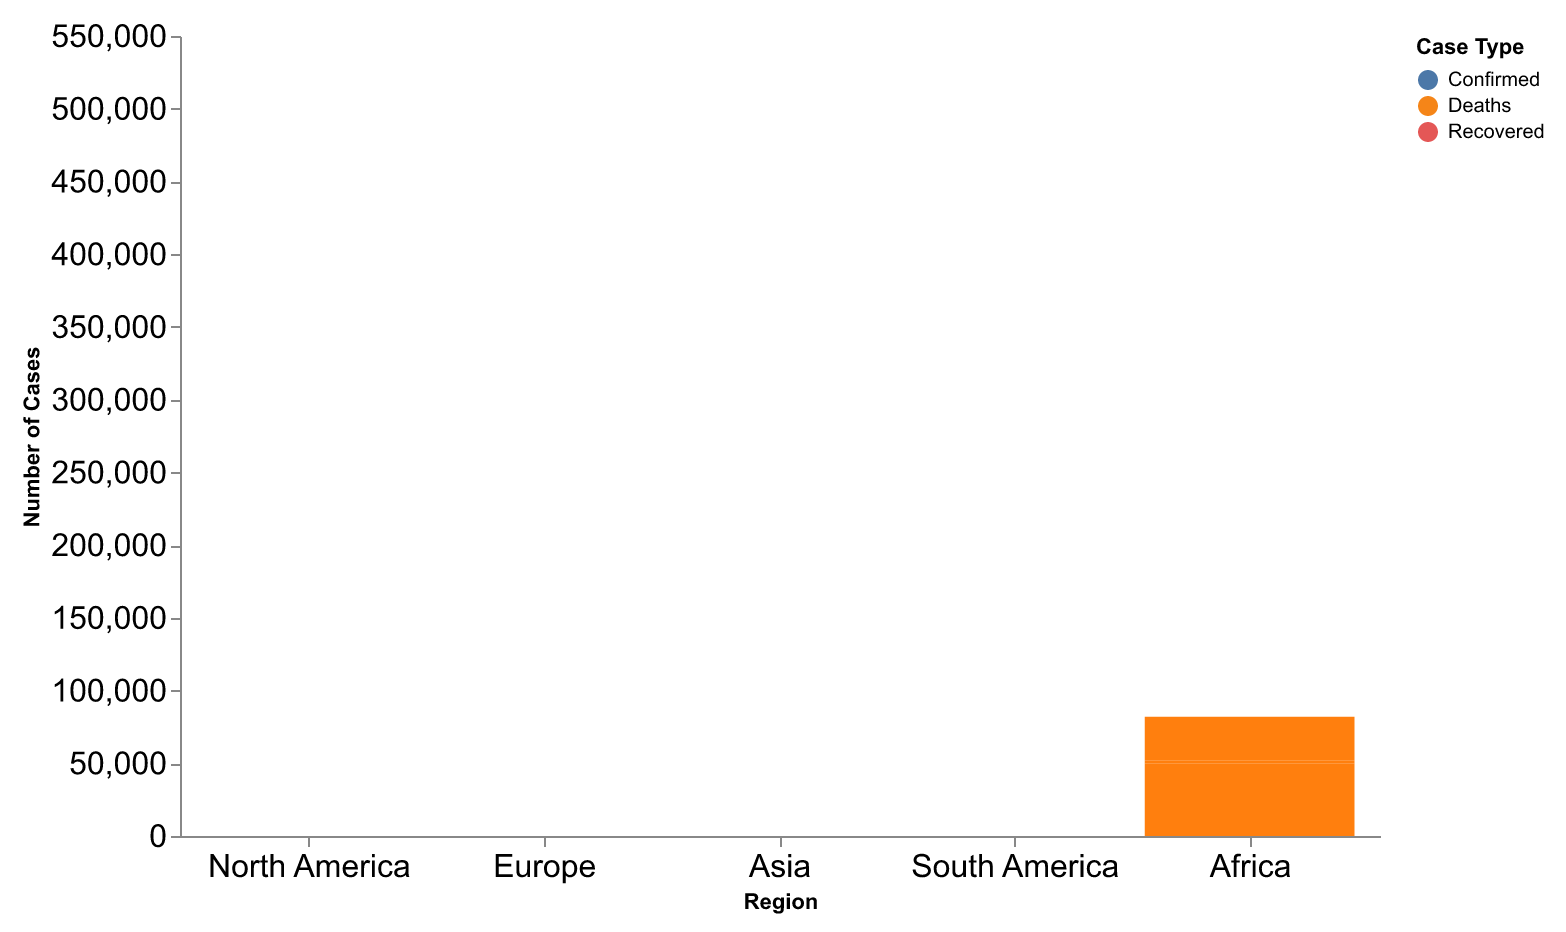 550,000
500,000
450,000
400,000
350,000
300,000
250,000
200,000
150,000
100,000
50,000
0
Number of Cases
North America Europe Asia South America Africa
Region
Case Type
Confirmed
Deaths
Recovered